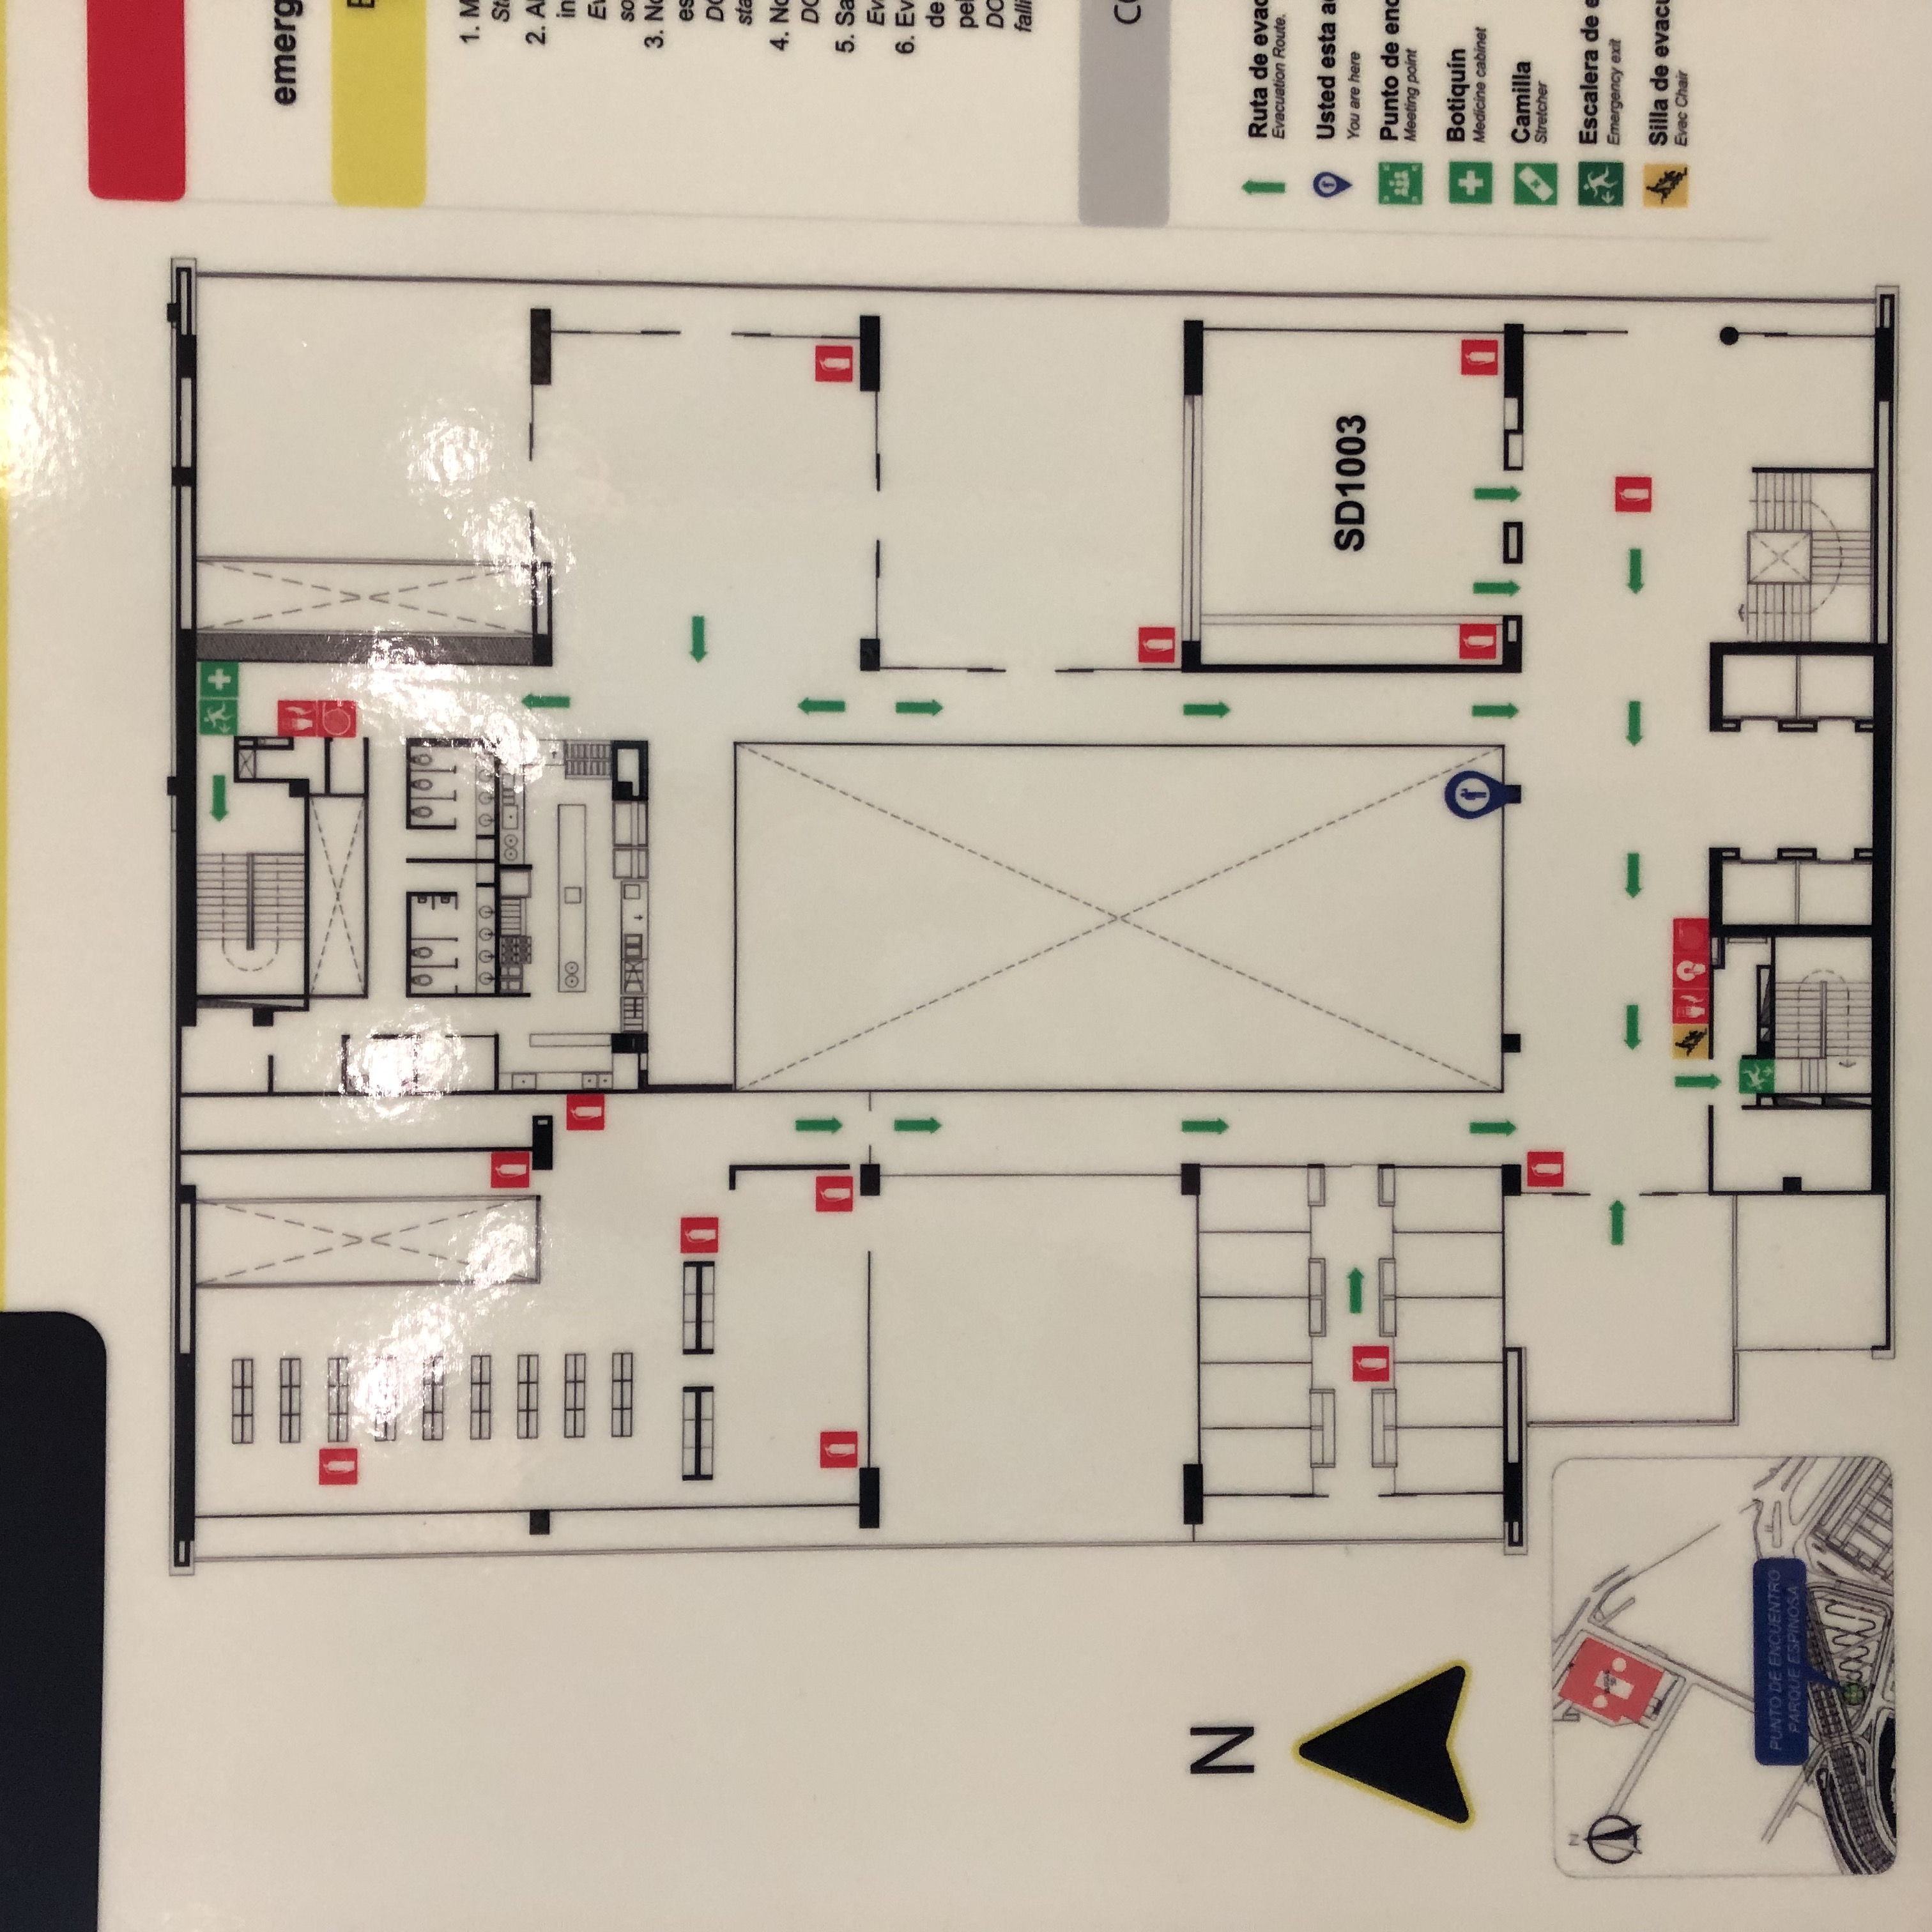 emerg
E
1. M
Sta
2. Al
in
Ev
so
3. No
es
DO
sta
4. No
DO
5. Sa
Ev
6. Ev
de
pel
DO
falli
CO
N
SD1003
Ruta de evac
Evacuation Route.
Usted esta a
You are here
Punto de enc
Meeting point
Botiquín
Medicine cabinet
Camilla
Stretcher
Escalera de e
Emergency exit
Silla de evacu
Evac Chair
N
PUNTO DE ENCUENTRO
PARQUE ESPINOSA